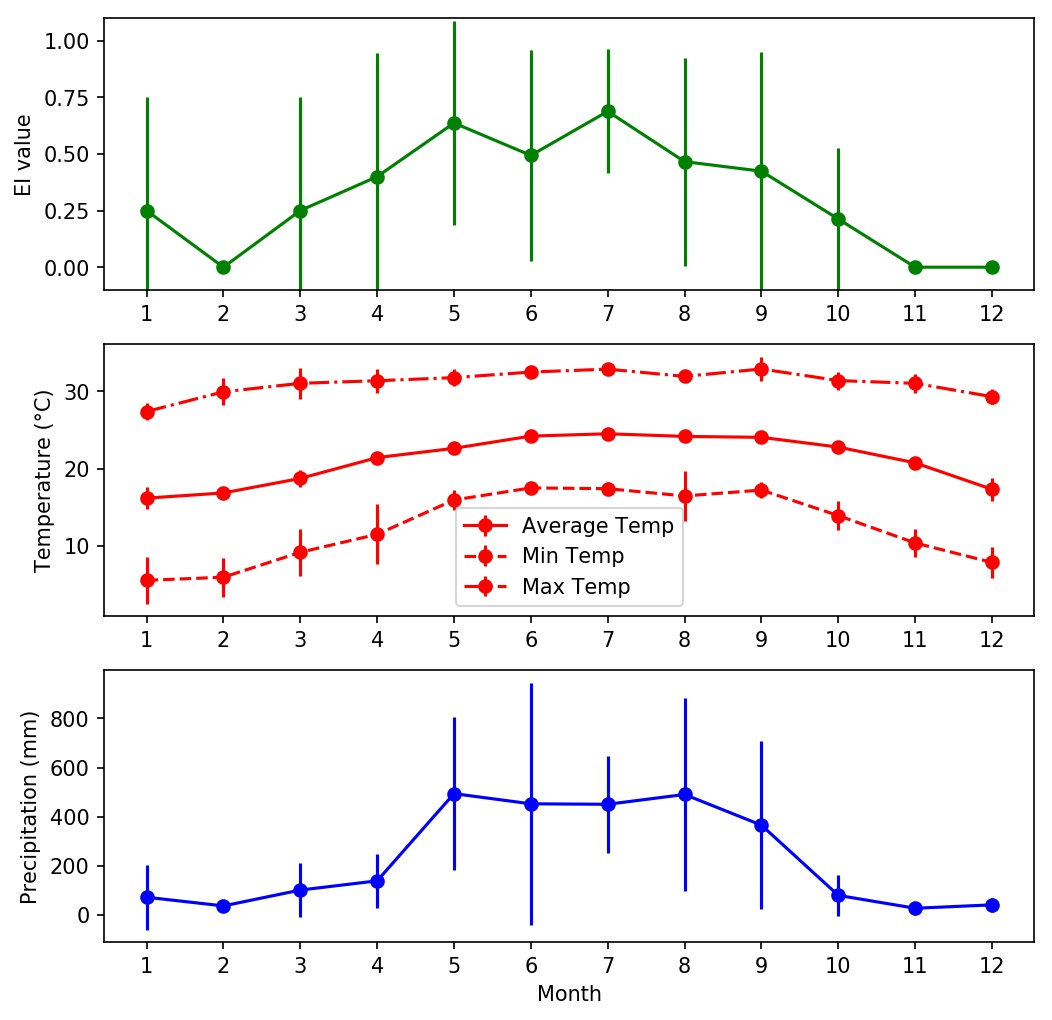 EI value
1.00
0.75
0.50
0.25
0.00
1 2 3 4 5 6 7 8 9 10 11 12
Temperature (°C)
30
20
10
Average Temp
Min Temp
Max Temp
1 2 3 4 5 6 7 8 9 10 11 12
Precipitation (mm)
800
600
400
200
0
1 2 3 4 5 6 7 8 9 10 11 12
Month